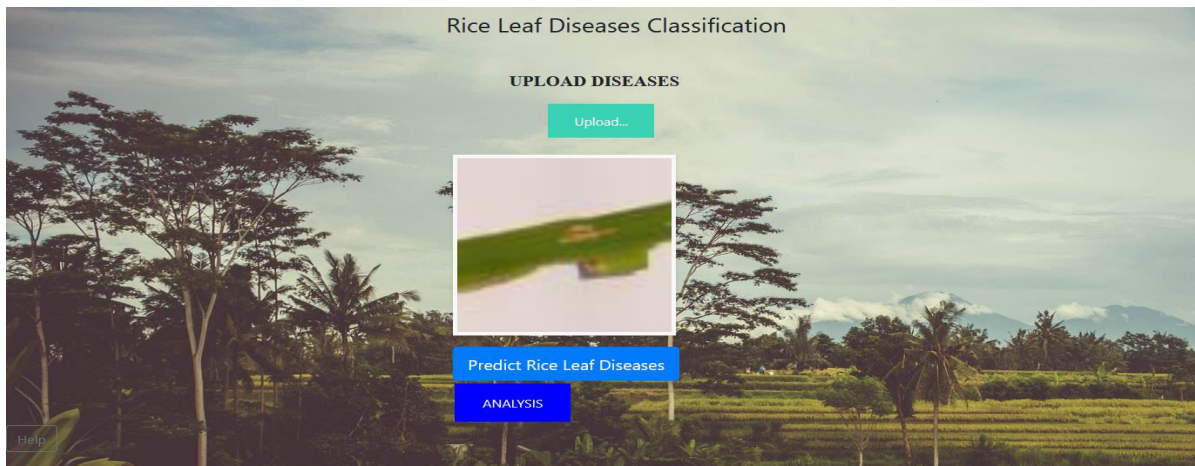 Rice Leaf Diseases Classification
UPLOAD DISEASES
Upload...
Predict Rice Leaf Diseases
ANALYSIS
Help